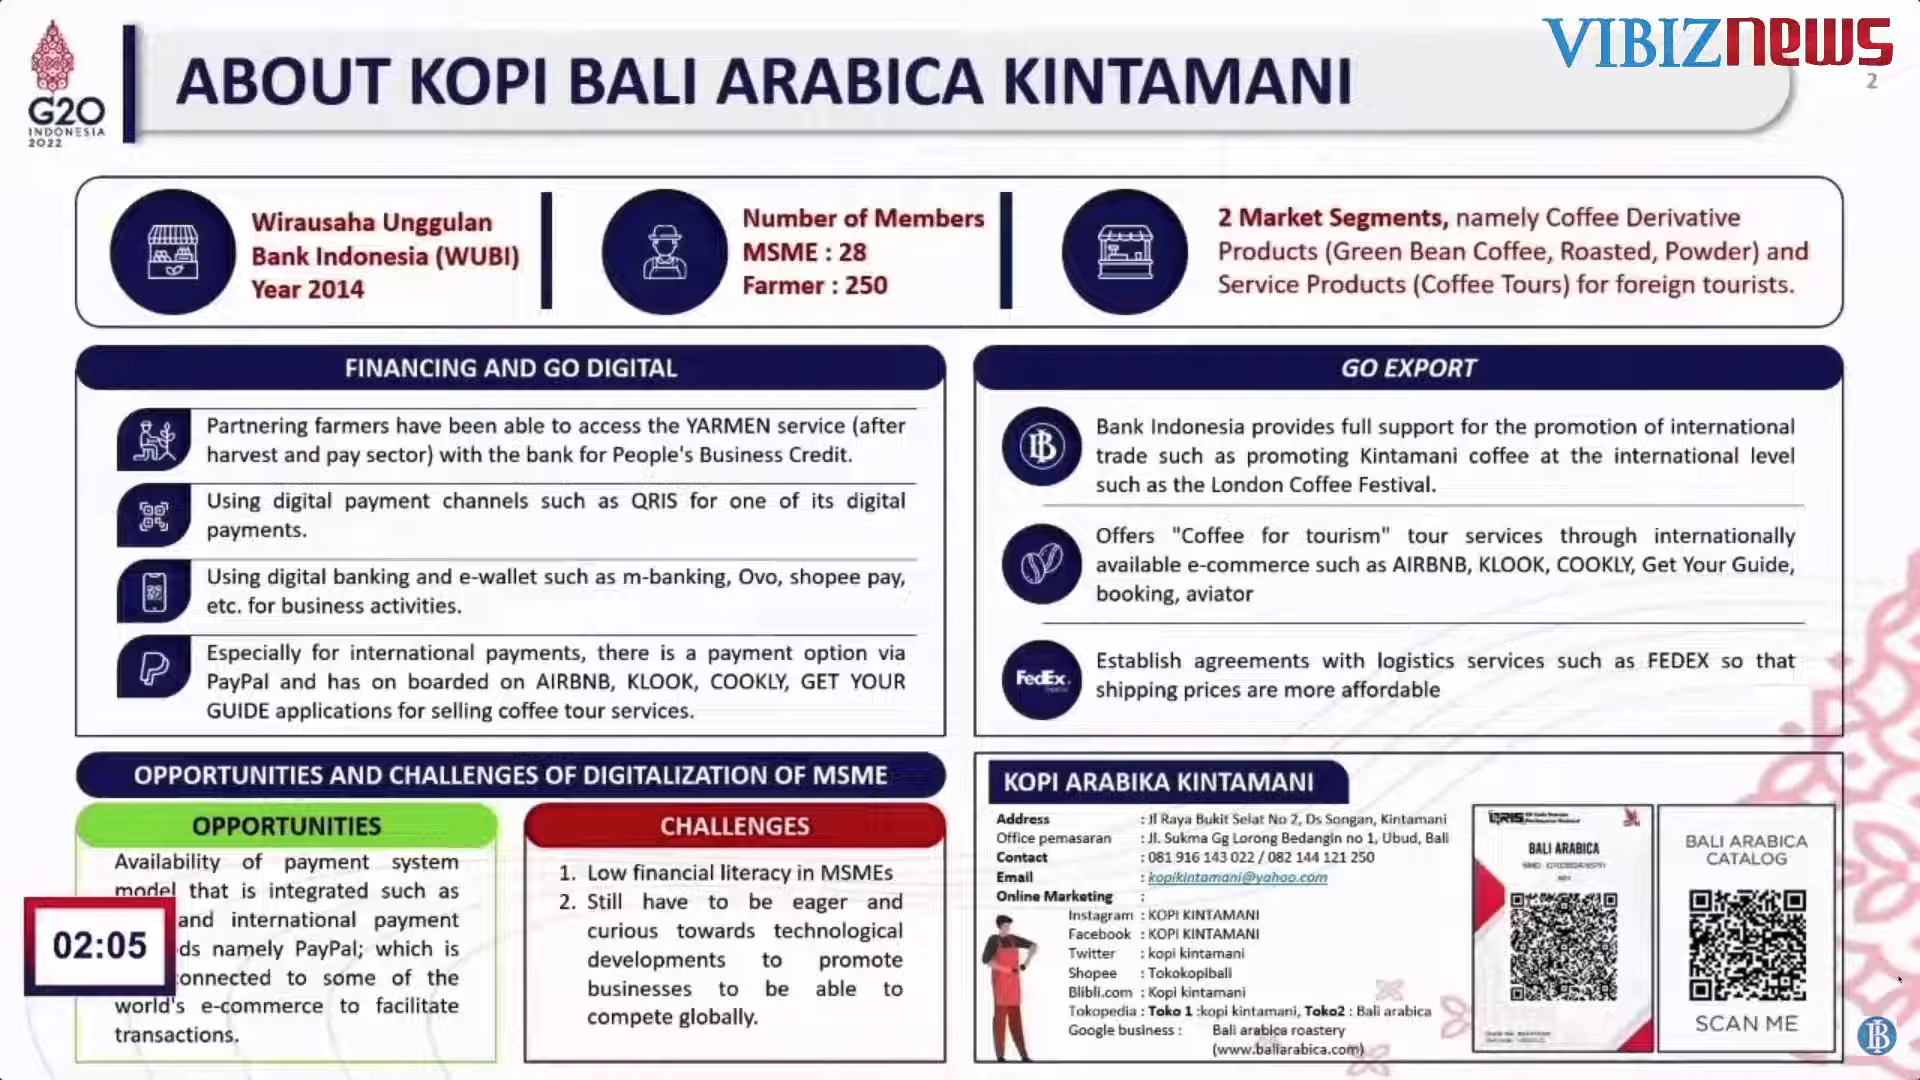 G20
INDONESIA
2022
ABOUT KOPI BALI ARABICA KINTAMANI
VIBIZnews
2
Wirausaha Unggulan
Bank Indonesia (WUBI)
Year 2014
Number of Members
MSME : 28
Farmer : 250
2 Market Segments, namely Coffee Derivative
Products (Green Bean Coffee, Roasted, Powder) and
Service Products (Coffee Tours) for foreign tourists.
FINANCING AND GO DIGITAL
Partnering farmers have been able to access the YARMEN service (after
harvest and pay sector) with the bank for People's Business Credit.
Using digital payment channels such as QRIS for one of its digital
payments.
Using digital banking and e-wallet such as m-banking, Ovo, shopee pay,
etc. for business activities.
Especially for international payments, there is a payment option via
PayPal and has on boarded on AIRBNB, KLOOK, COOKLY, GET YOUR
GUIDE applications for selling coffee tour services.
GO EXPORT
Bank Indonesia provides full support for the promotion of international
trade such as promoting Kintamani coffee at the international level
such as the London Coffee Festival.
Offers "Coffee for tourism" tour services through internationally
available e-commerce such as AIRBNB, KLOOK, COOKLY, Get Your Guide,
booking, aviator
FedEx.
Establish agreements with logistics services such as FEDEX so that
shipping prices are more affordable
OPPORTUNITIES AND CHALLENGES OF DIGITALIZATION OF MSME
OPPORTUNITIES
Availability of payment system
model that is integrated such as
and international payment
ds namely PayPal; which is
onnected to some of the
world's e-commerce to facilitate
transactions.
02:05
CHALLENGES
1. Low financial literacy in MSMEs
2. Still have to be eager and
curious towards technological
developments to promote
businesses to be able to
compete globally.
KOPI ARABIKA KINTAMANI
Address : Jl Raya Bukit Selat No 2, Ds Songan, Kintamani
Office pemasaran : Jl. Sukma Gg Lorong Bedangin no 1, Ubud, Bali
Contact : 081 916 143 022 / 082 144 121 250
Email : kopikintamani@yahoo.com
Online Marketing :
Instagram : KOPI KINTAMANI
Facebook : KOPI KINTAMANI
Twitter : kopi kintamani
Shopee : Tokokopibali
Blibli.com : Kopi kintamani
Tokopedia : Toko 1 :kopi kintamani, Toko2 : Bali arabica
Google business : Bali arabica roastery
(www.baliarabica.com)
QRIS
BALI ARABICA
BALI ARABICA
CATALOG
SCAN ME